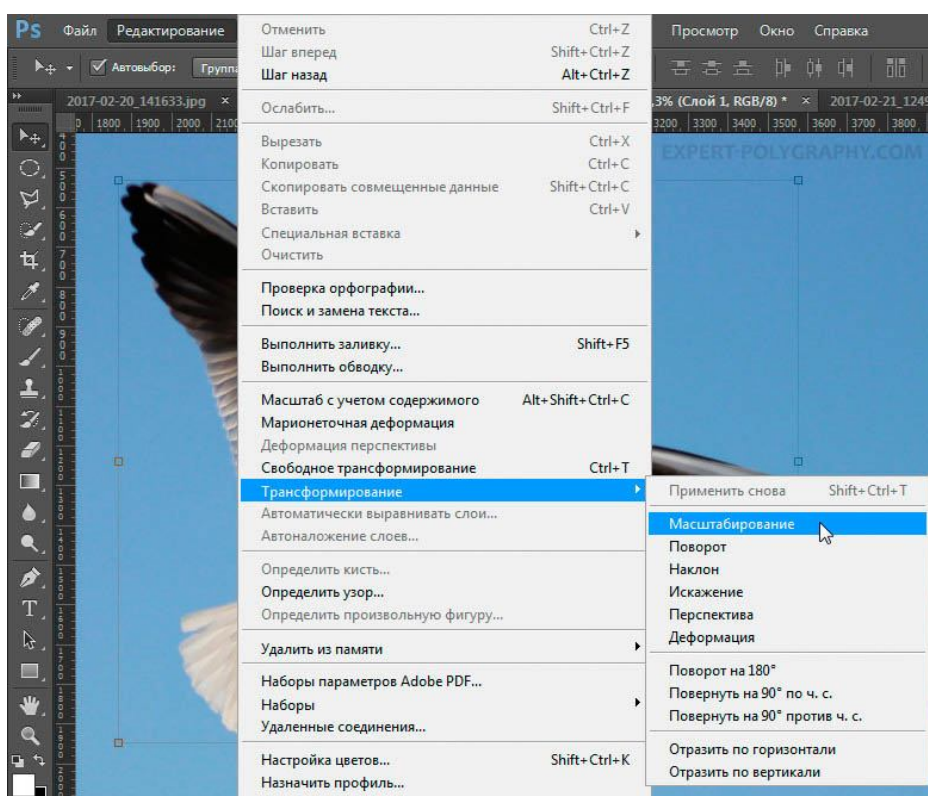 Ps Файл Редактирование Просмотр Окно Справка
Автовыбор: Группа
2017-02-20_141633.jpg × ,3% (Слой 1, RGB/8) * × 2017-02-21_1249
1800 1900 2000 2100 3200 3300 3400 3500 3600 3700 3800
EXPERT-POLYGRAPHY.COM
Отменить Ctrl+Z
Шаг вперед Shift+Ctrl+Z
Шаг назад Alt+Ctrl+Z
Ослабить... Shift+Ctrl+F
Вырезать Ctrl+X
Копировать Ctrl+C
Скопировать совмещенные данные Shift+Ctrl+C
Вставить Ctrl+V
Специальная вставка
Очистить
Проверка орфографии...
Поиск и замена текста...
Выполнить заливку... Shift+F5
Выполнить обводку...
Масштаб с учетом содержимого Alt+Shift+Ctrl+C
Марионеточная деформация
Деформация перспективы
Свободное трансформирование Ctrl+T
Трансформирование
Автоматически выравнивать слои...
Автоналожение слоев...
Определить кисть...
Определить узор...
Определить произвольную фигуру...
Удалить из памяти
Наборы параметров Adobe PDF...
Наборы
Удаленные соединения...
Настройка цветов... Shift+Ctrl+K
Назначить профиль...
Применить снова Shift+Ctrl+T
Масштабирование
Поворот
Наклон
Искажение
Перспектива
Деформация
Поворот на 180°
Повернуть на 90° по ч. с.
Повернуть на 90° против ч. с.
Отразить по горизонтали
Отразить по вертикали